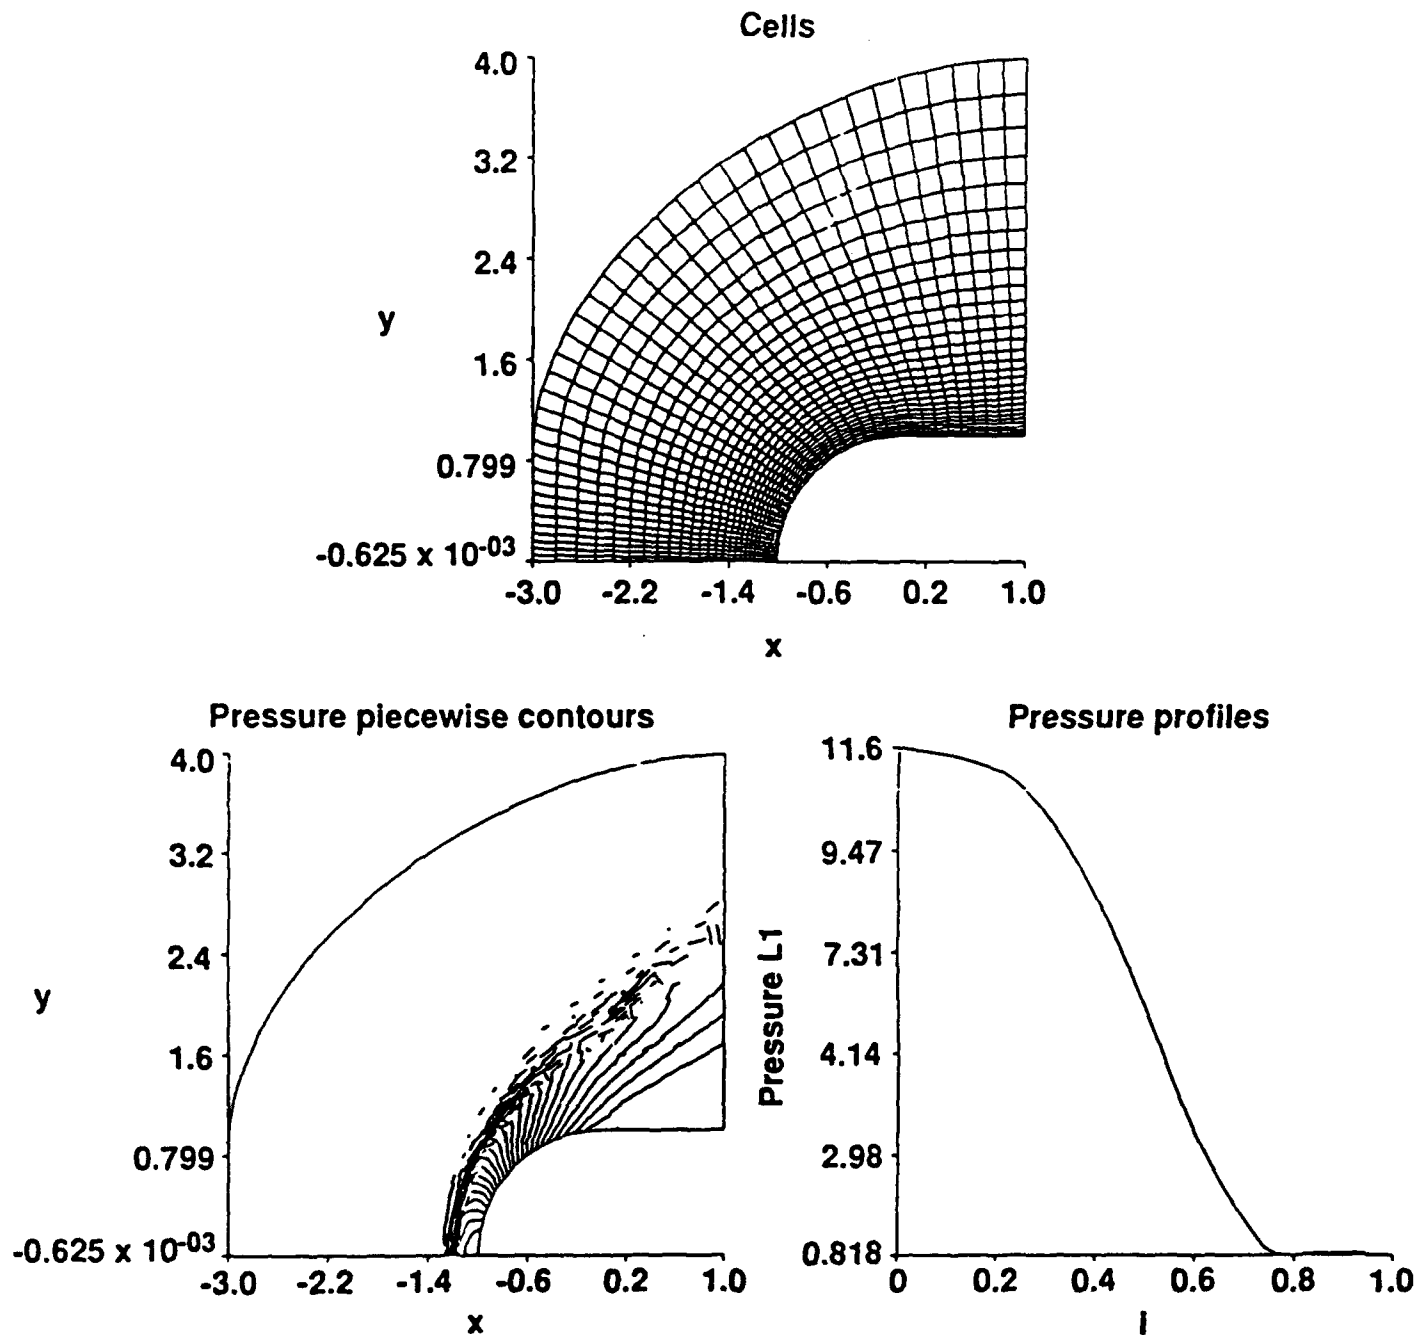 Cells
4.0
3.2
2.4
y
1.6
0.799
-0.625 x 10-03
-3.0 -2.2 -1.4 -0.6 0.2 1.0
x
Pressure piecewise contours
4.0
3.2
2.4
y
1.6
0.799
-0.625 x 10-03
-3.0 -2.2 -1.4 -0.6 0.2 1.0
x
Pressure profiles
11.6
9.47
7.31
Pressure L1
4.14
2.98
0.818
0 0.2 0.4 0.6 0.8 1.0
i